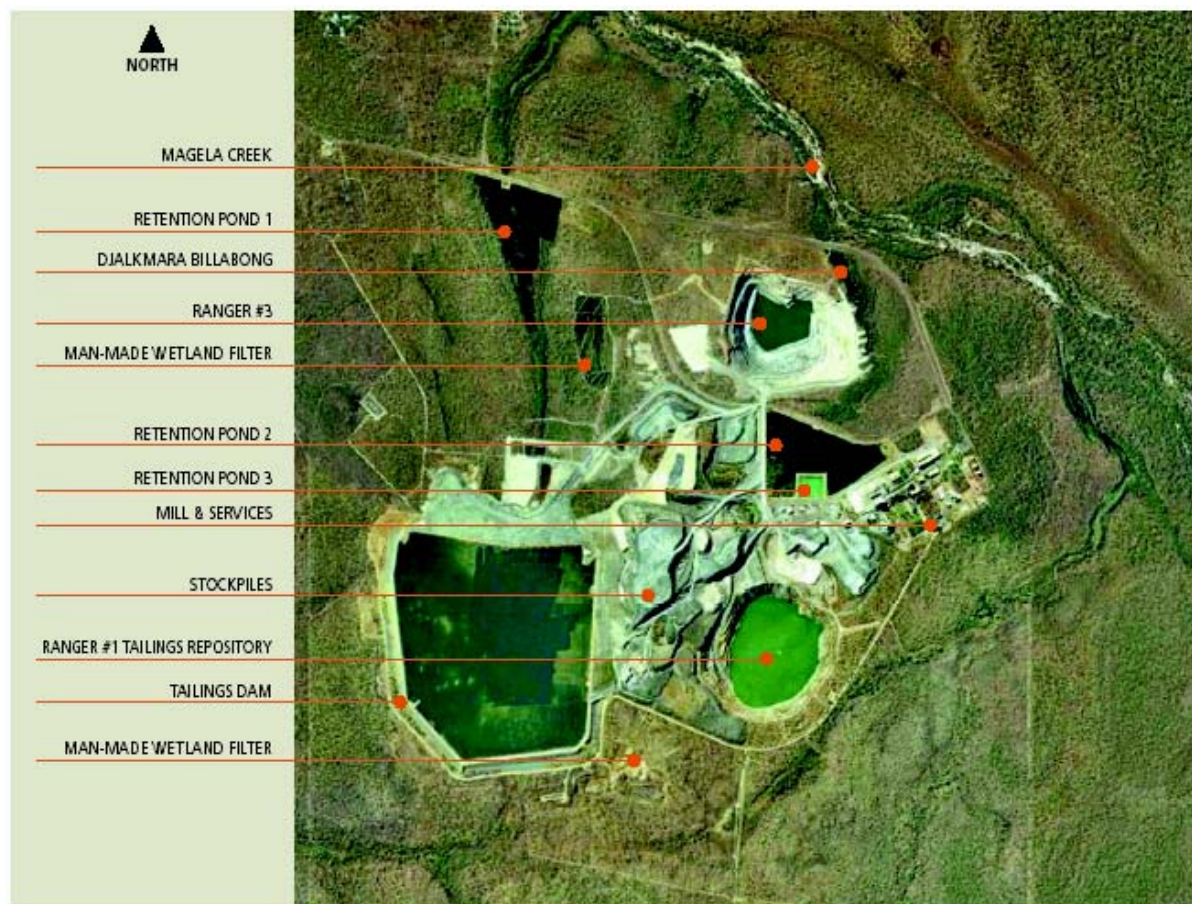 NORTH
MAGELA CREEK
RETENTION POND 1
DJALKMARA BILLABONG
RANGER #3
MAN-MADE WETLAND FILTER
RETENTION POND 2
RETENTION POND 3
MILL & SERVICES
STOCKPILES
RANGER #1 TAILINGS REPOSITORY
TAILINGS DAM
MAN-MADE WETLAND FILTER